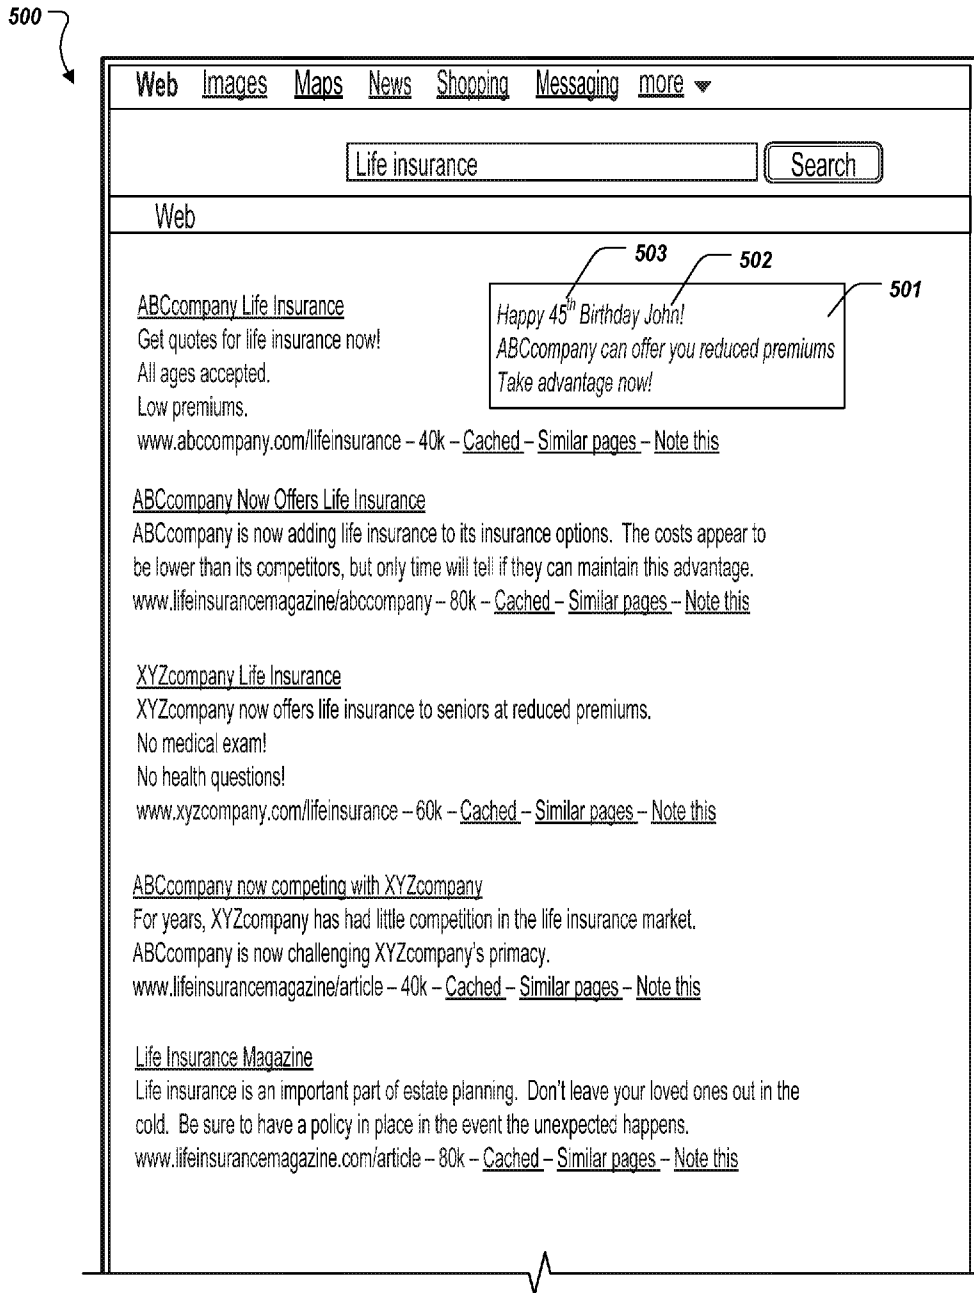 500
Web Images Maps News Shopping Messaging more
Life insurance Search
Web
503 502 501
ABCcompany Life Insurance
Get quotes for life insurance now!
All ages accepted.
Low premiums.
www.abccompany.com/lifeinsurance – 40k – Cached – Similar pages – Note this
Happy 45th Birthday John!
ABCcompany can offer you reduced premiums
Take advantage now!
ABCcompany Now Offers Life Insurance
ABCcompany is now adding life insurance to its insurance options. The costs appear to
be lower than its competitors, but only time will tell if they can maintain this advantage.
www.lifeinsurancemagazine/abccompany – 80k – Cached – Similar pages – Note this
XYZcompany Life Insurance
XYZcompany now offers life insurance to seniors at reduced premiums.
No medical exam!
No health questions!
www.xyzcompany.com/lifeinsurance – 60k – Cached – Similar pages – Note this
ABCcompany now competing with XYZcompany
For years, XYZcompany has had little competition in the life insurance market.
ABCcompany is now challenging XYZcompany's primacy.
www.lifeinsurancemagazine/article – 40k – Cached – Similar pages – Note this
Life Insurance Magazine
Life insurance is an important part of estate planning. Don't leave your loved ones out in the
cold. Be sure to have a policy in place in the event the unexpected happens.
www.lifeinsurancemagazine.com/article – 80k – Cached – Similar pages – Note this